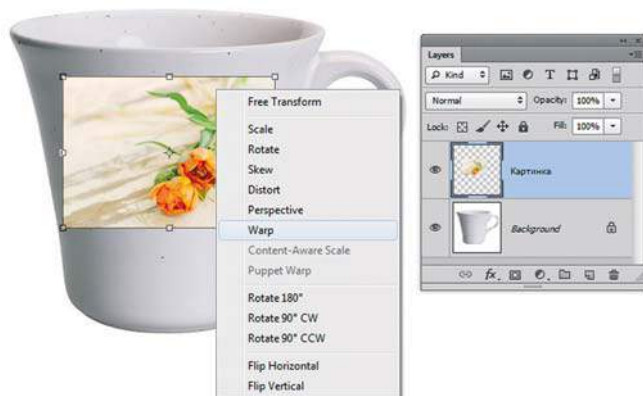 Free Transform
Scale
Rotate
Skew
Distort
Perspective
Warp
Content-Aware Scale
Puppet Warp
Rotate 180°
Rotate 90° CW
Rotate 90° CCW
Flip Horizontal
Flip Vertical
Layers
Kind
Normal Opacity: 100%
Lock: Fill: 100%
Картинка
Background
fx